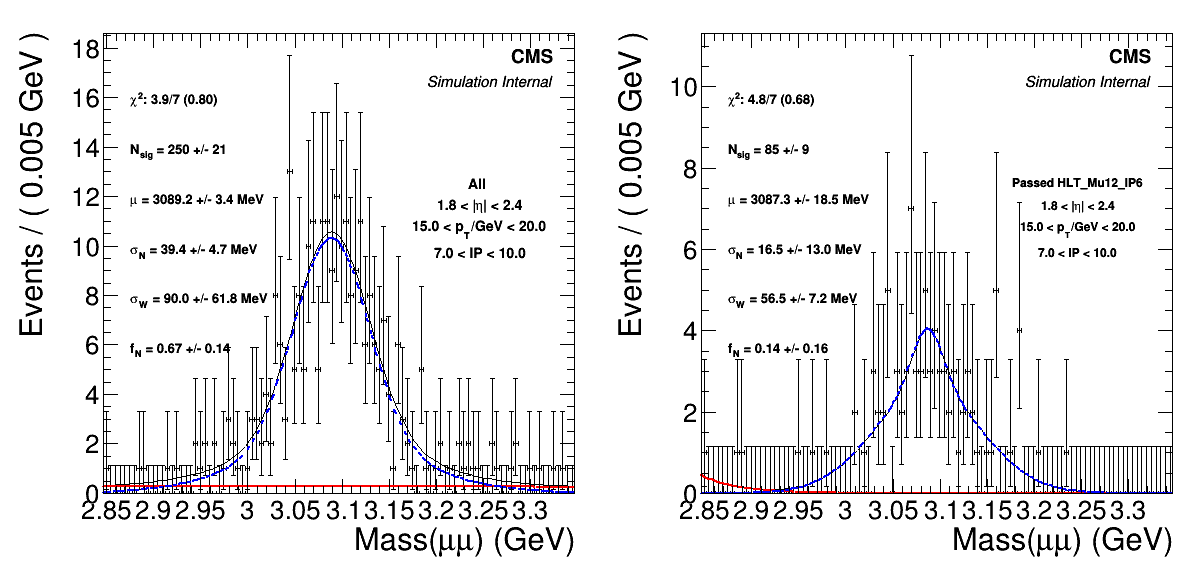 Events / ( 0.005 GeV )
18
16
14
12
10
8
6
4
2
0
CMS
Simulation Internal
χ²: 3.9/7 (0.80)
N_sig = 250 +/- 21
μ = 3089.2 +/- 3.4 MeV
σ_N = 39.4 +/- 4.7 MeV
σ_W = 90.0 +/- 61.8 MeV
f_N = 0.67 +/- 0.14
All
1.8 < |η| < 2.4
15.0 < p_T/GeV < 20.0
7.0 < IP < 10.0
2.85 2.9 2.95 3 3.05 3.1 3.15 3.2 3.25 3.3
Mass(μμ) (GeV)
Events / ( 0.005 GeV )
10
8
6
4
2
0
CMS
Simulation Internal
χ²: 4.8/7 (0.68)
N_sig = 85 +/- 9
μ = 3087.3 +/- 18.5 MeV
σ_N = 16.5 +/- 13.0 MeV
σ_W = 56.5 +/- 7.2 MeV
f_N = 0.14 +/- 0.16
Passed HLT_Mu12_IP6
1.8 < |η| < 2.4
15.0 < p_T/GeV < 20.0
7.0 < IP < 10.0
2.85 2.9 2.95 3 3.05 3.1 3.15 3.2 3.25 3.3
Mass(μμ) (GeV)